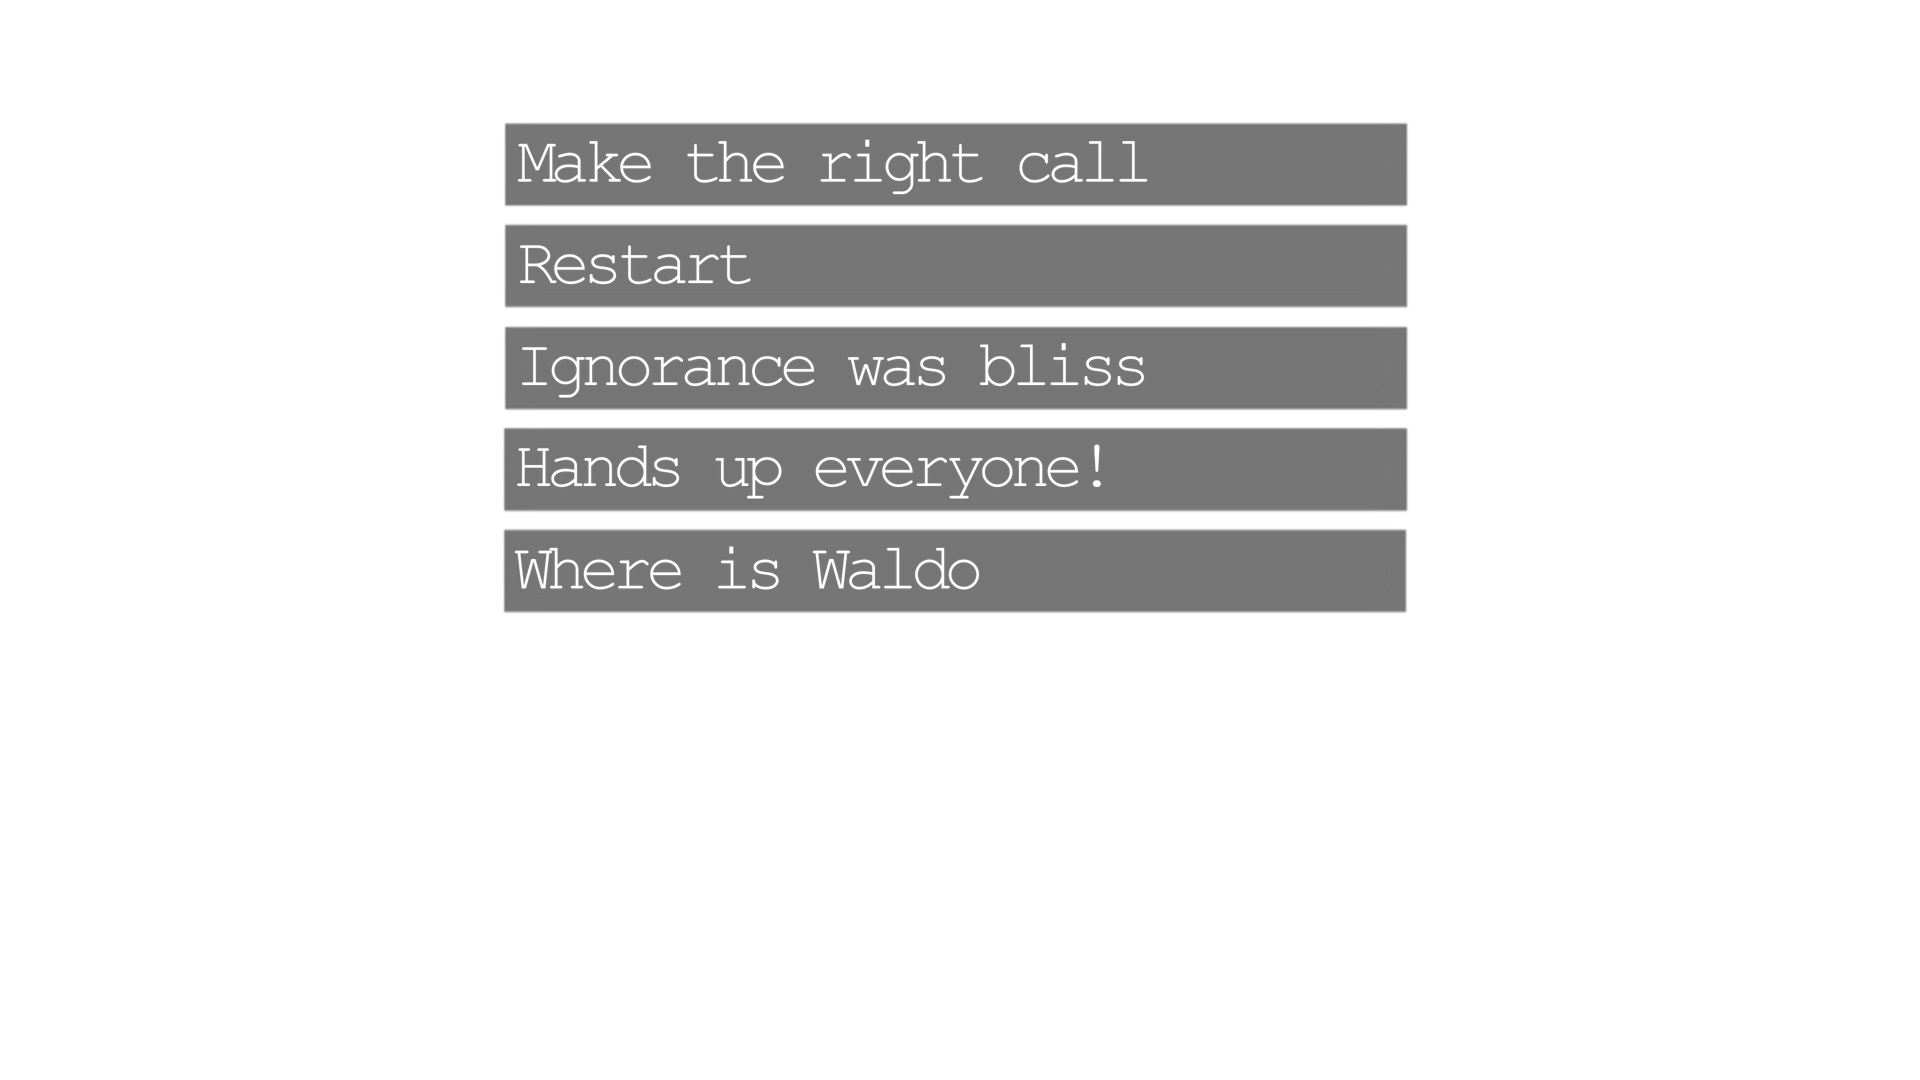 Make the right call
Restart
Ignorance was bliss
Hands up everyone!
Where is Waldo